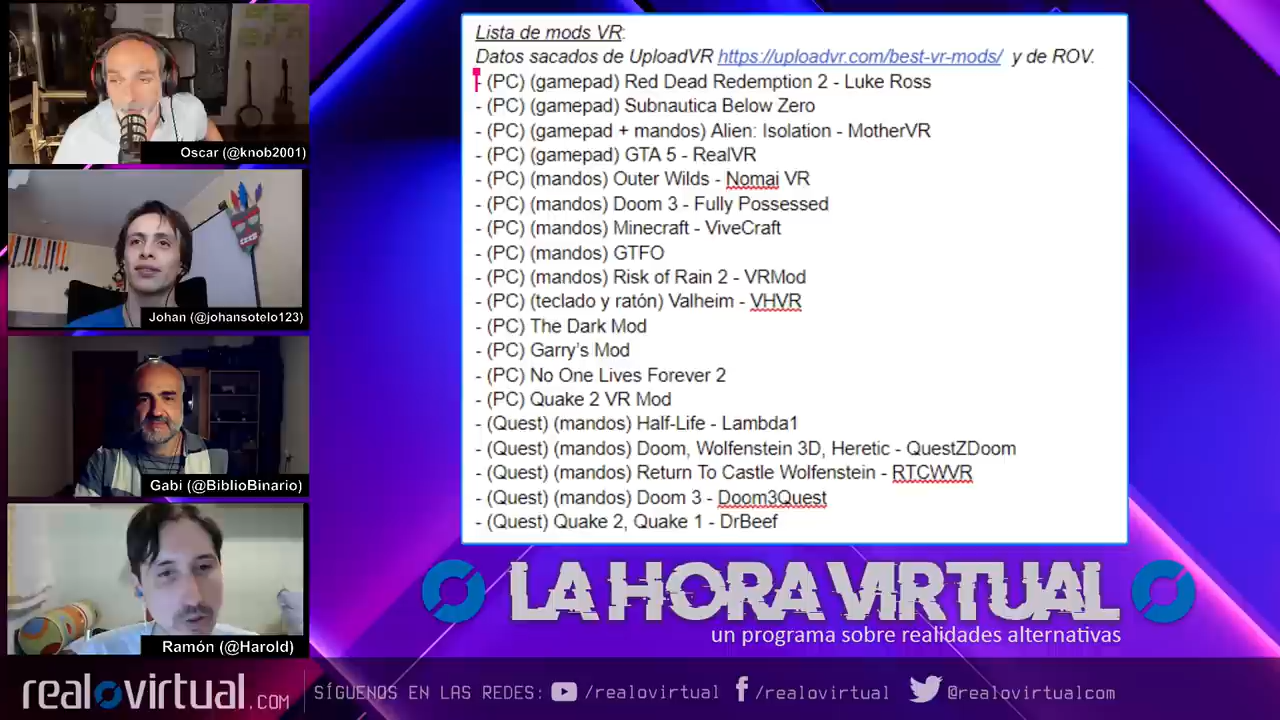 Oscar (@knob2001)
Johan (@johansotelo123)
Gabi (@BiblioBinario)
Ramón (@Harold)
Lista de mods VR:
Datos sacados de UploadVR https://uploadvr.com/best-vr-mods/ y de ROV.
- (PC) (gamepad) Red Dead Redemption 2 - Luke Ross
- (PC) (gamepad) Subnautica Below Zero
- (PC) (gamepad + mandos) Alien: Isolation - MotherVR
- (PC) (gamepad) GTA 5 - RealVR
- (PC) (mandos) Outer Wilds - Nomai VR
- (PC) (mandos) Doom 3 - Fully Possessed
- (PC) (mandos) Minecraft - ViveCraft
- (PC) (mandos) GTFO
- (PC) (mandos) Risk of Rain 2 - VRMod
- (PC) (teclado y ratón) Valheim - VHVR
- (PC) The Dark Mod
- (PC) Garry's Mod
- (PC) No One Lives Forever 2
- (PC) Quake 2 VR Mod
- (Quest) (mandos) Half-Life - Lambda1
- (Quest) (mandos) Doom, Wolfenstein 3D, Heretic - QuestZDoom
- (Quest) (mandos) Return To Castle Wolfenstein - RTCWVR
- (Quest) (mandos) Doom 3 - Doom3Quest
- (Quest) Quake 2, Quake 1 - DrBeef
LA HORA VIRTUAL
un programa sobre realidades alternativas
realovirtual.com SÍGUENOS EN LAS REDES: /realovirtual /realovirtual @realovirtual.com